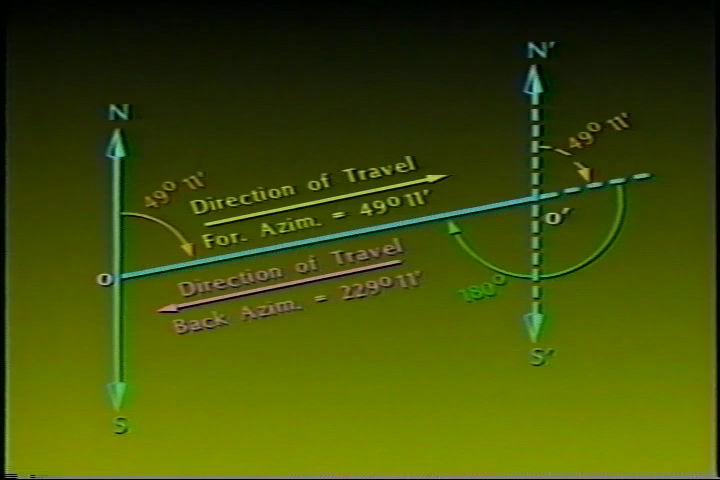 N'
N
49° 11'
49° 11'
Direction of Travel
For. Azim. = 49° 11'
O'
O
Direction of Travel
Back Azim. = 229° 11'
180°
S'
S